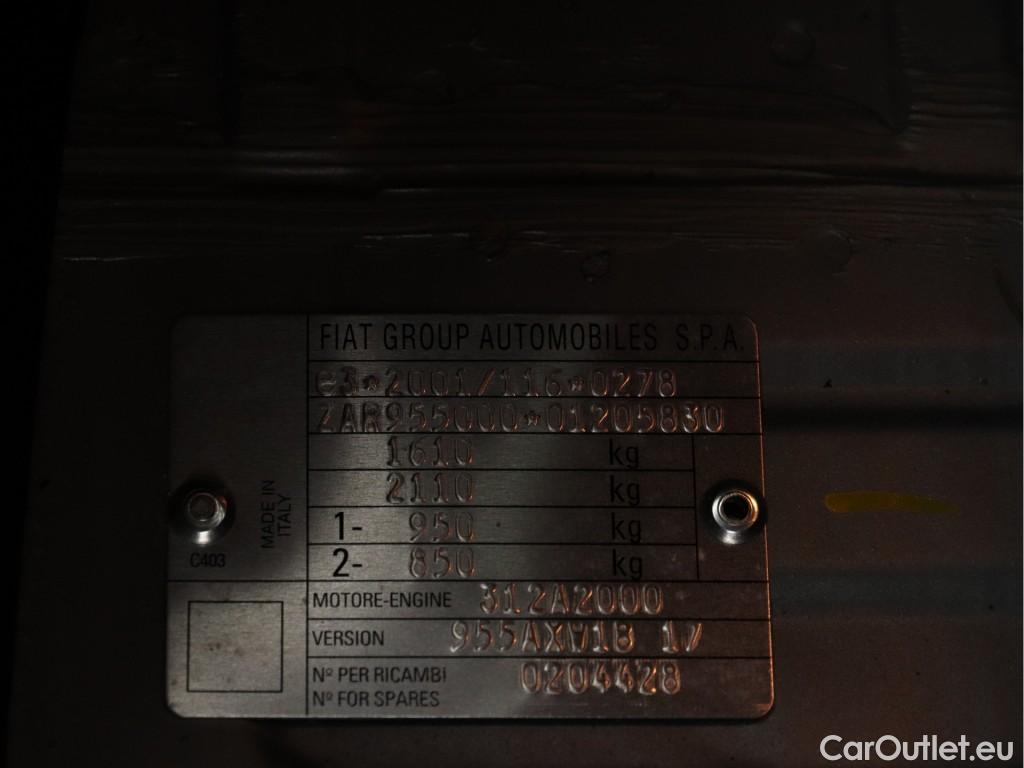 FIAT GROUP AUTOMOBILES S.P.A.
e3*2001/116*0278
ZAR955000*01205830
1610 kg
2110 kg
1- 950 kg
2- 850 kg
MADE IN
ITALY
C403
MOTORE-ENGINE 312A2000
VERSION 955AXW1B 17
Nº PER RICAMBI 0204428
Nº FOR SPARES
CarOutlet.eu